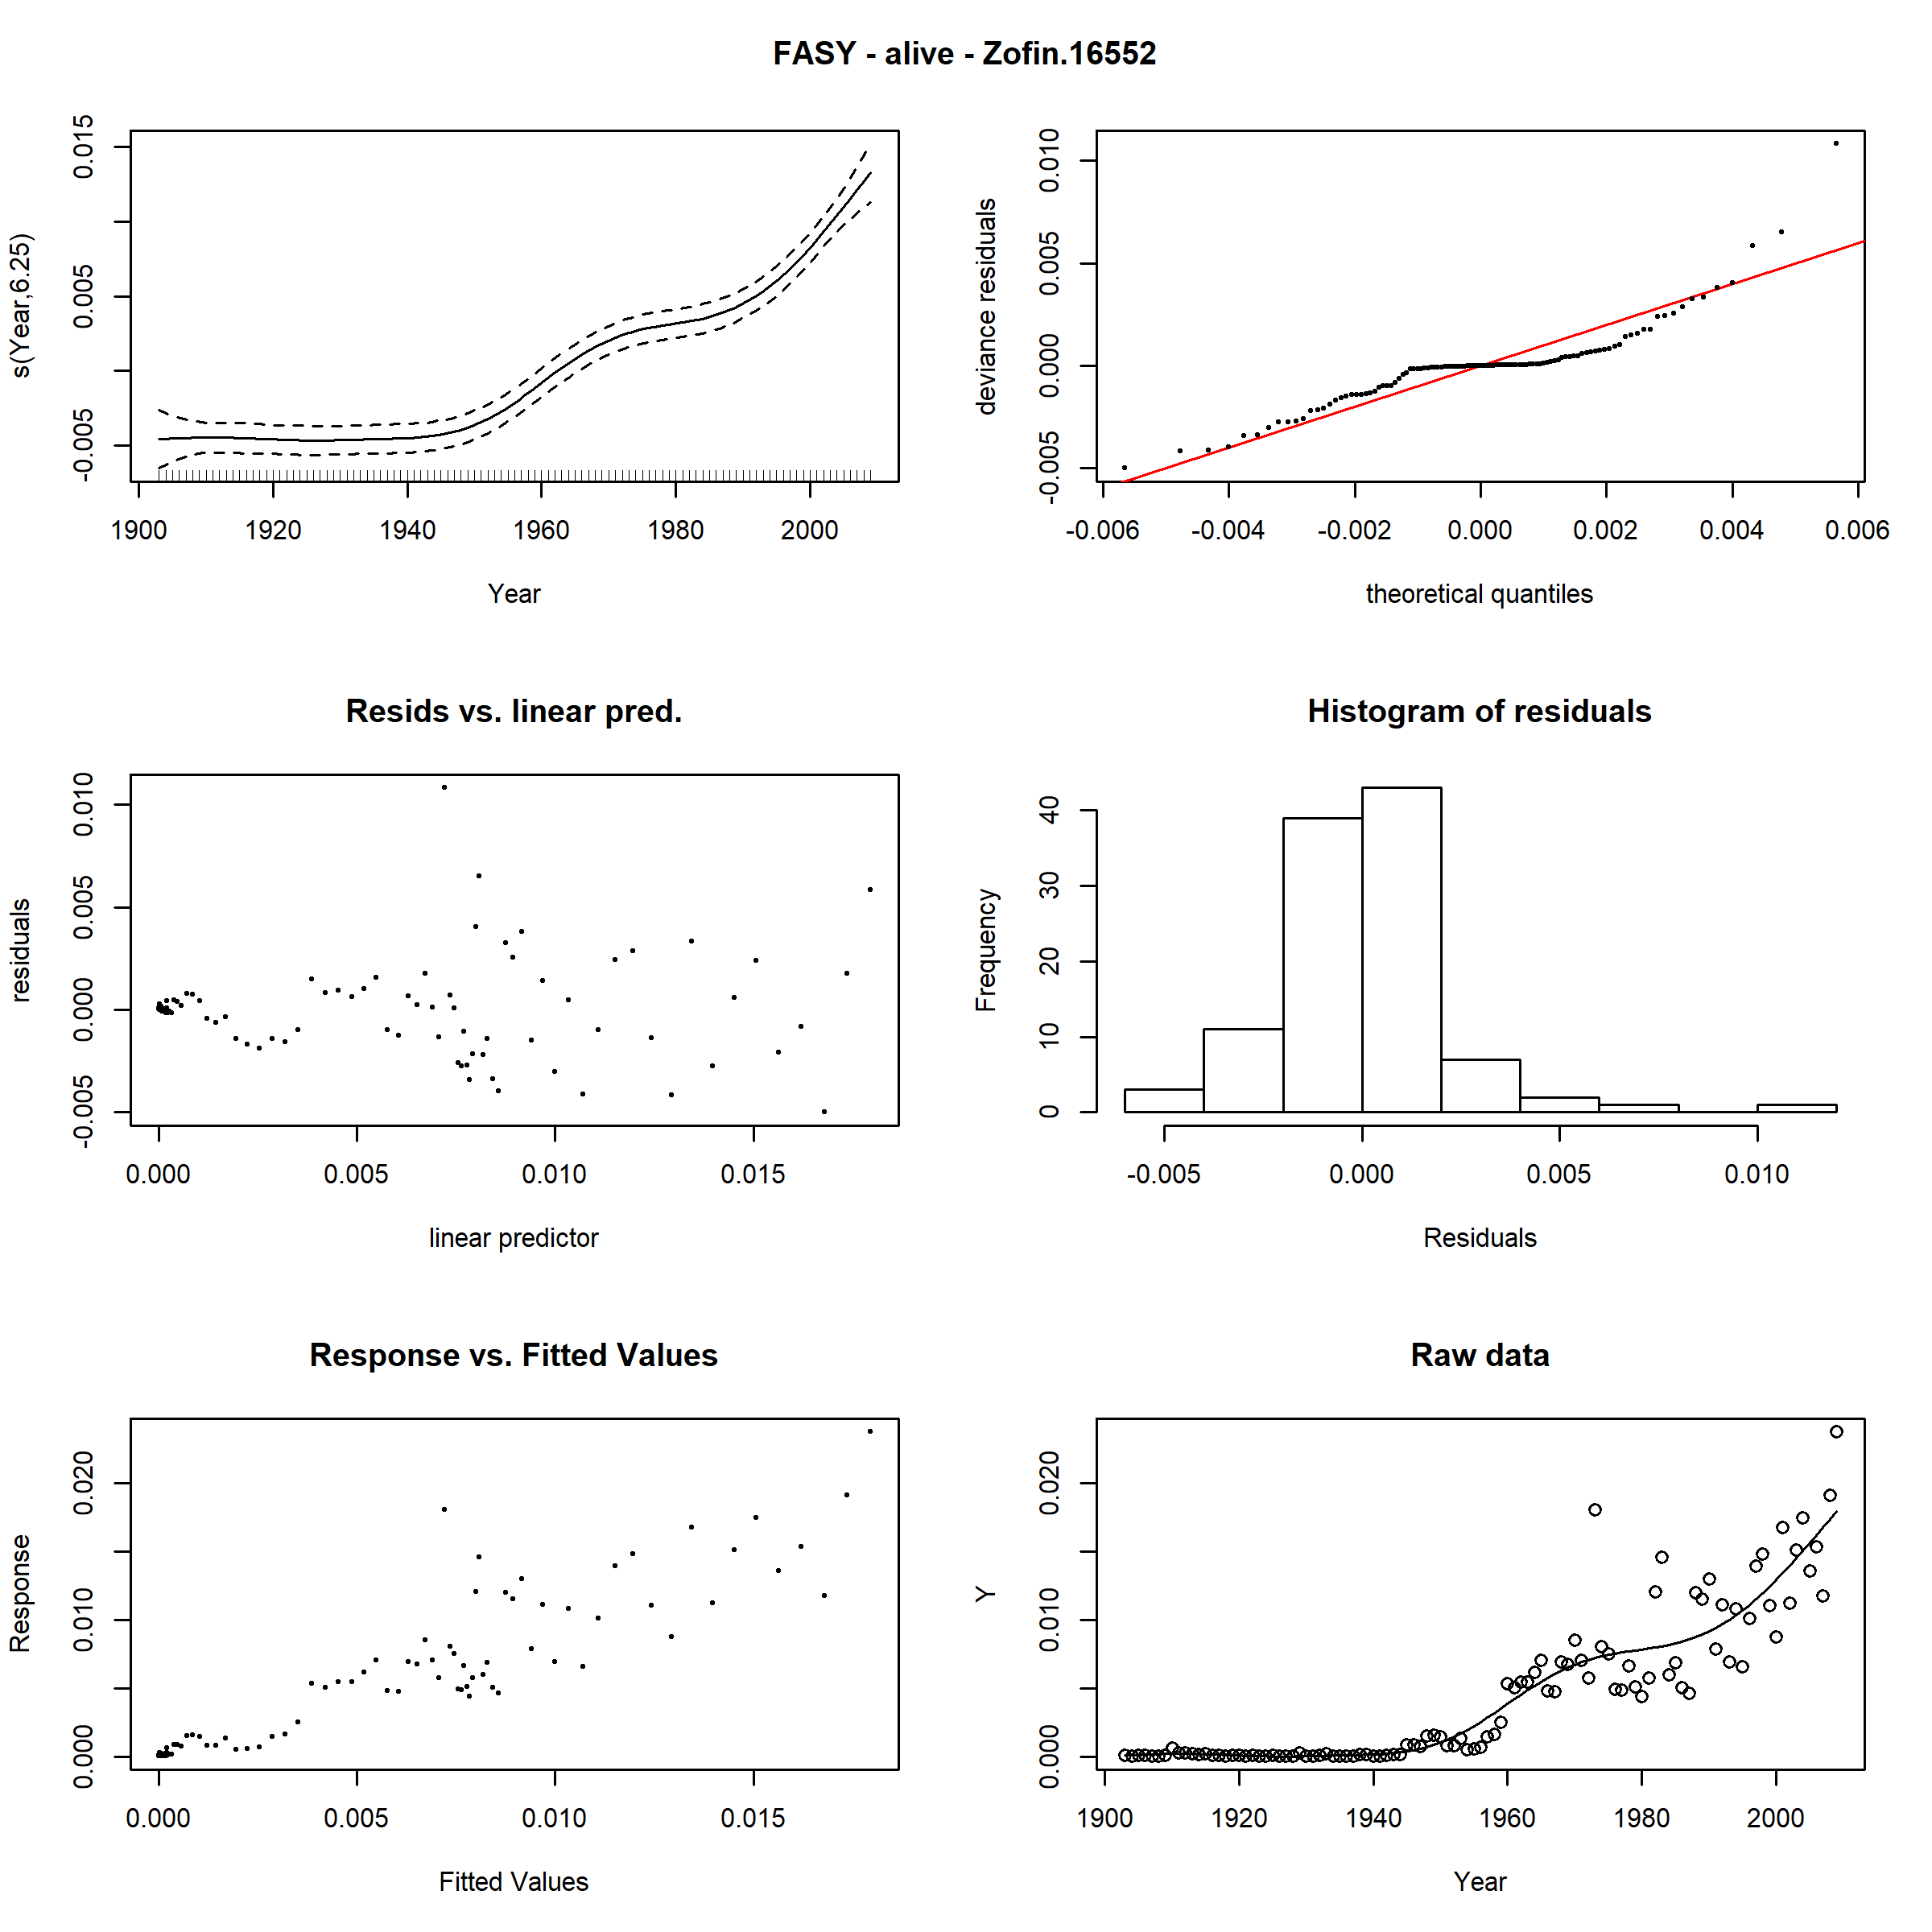 FASY - alive - Zofin.16552
s(Year,6.25)
-0.005 0.005 0.015
1900 1920 1940 1960 1980 2000
Year
deviance residuals
-0.005 0.000 0.005 0.010
-0.006 -0.004 -0.002 0.000 0.002 0.004 0.006
theoretical quantiles
Resids vs. linear pred.
residuals
-0.005 0.000 0.005 0.010
0.000 0.005 0.010 0.015
linear predictor
Histogram of residuals
Frequency
0 10 20 30 40
-0.005 0.000 0.005 0.010
Residuals
Response vs. Fitted Values
Response
0.000 0.010 0.020
0.000 0.005 0.010 0.015
Fitted Values
Raw data
Y
0.000 0.010 0.020
1900 1920 1940 1960 1980 2000
Year